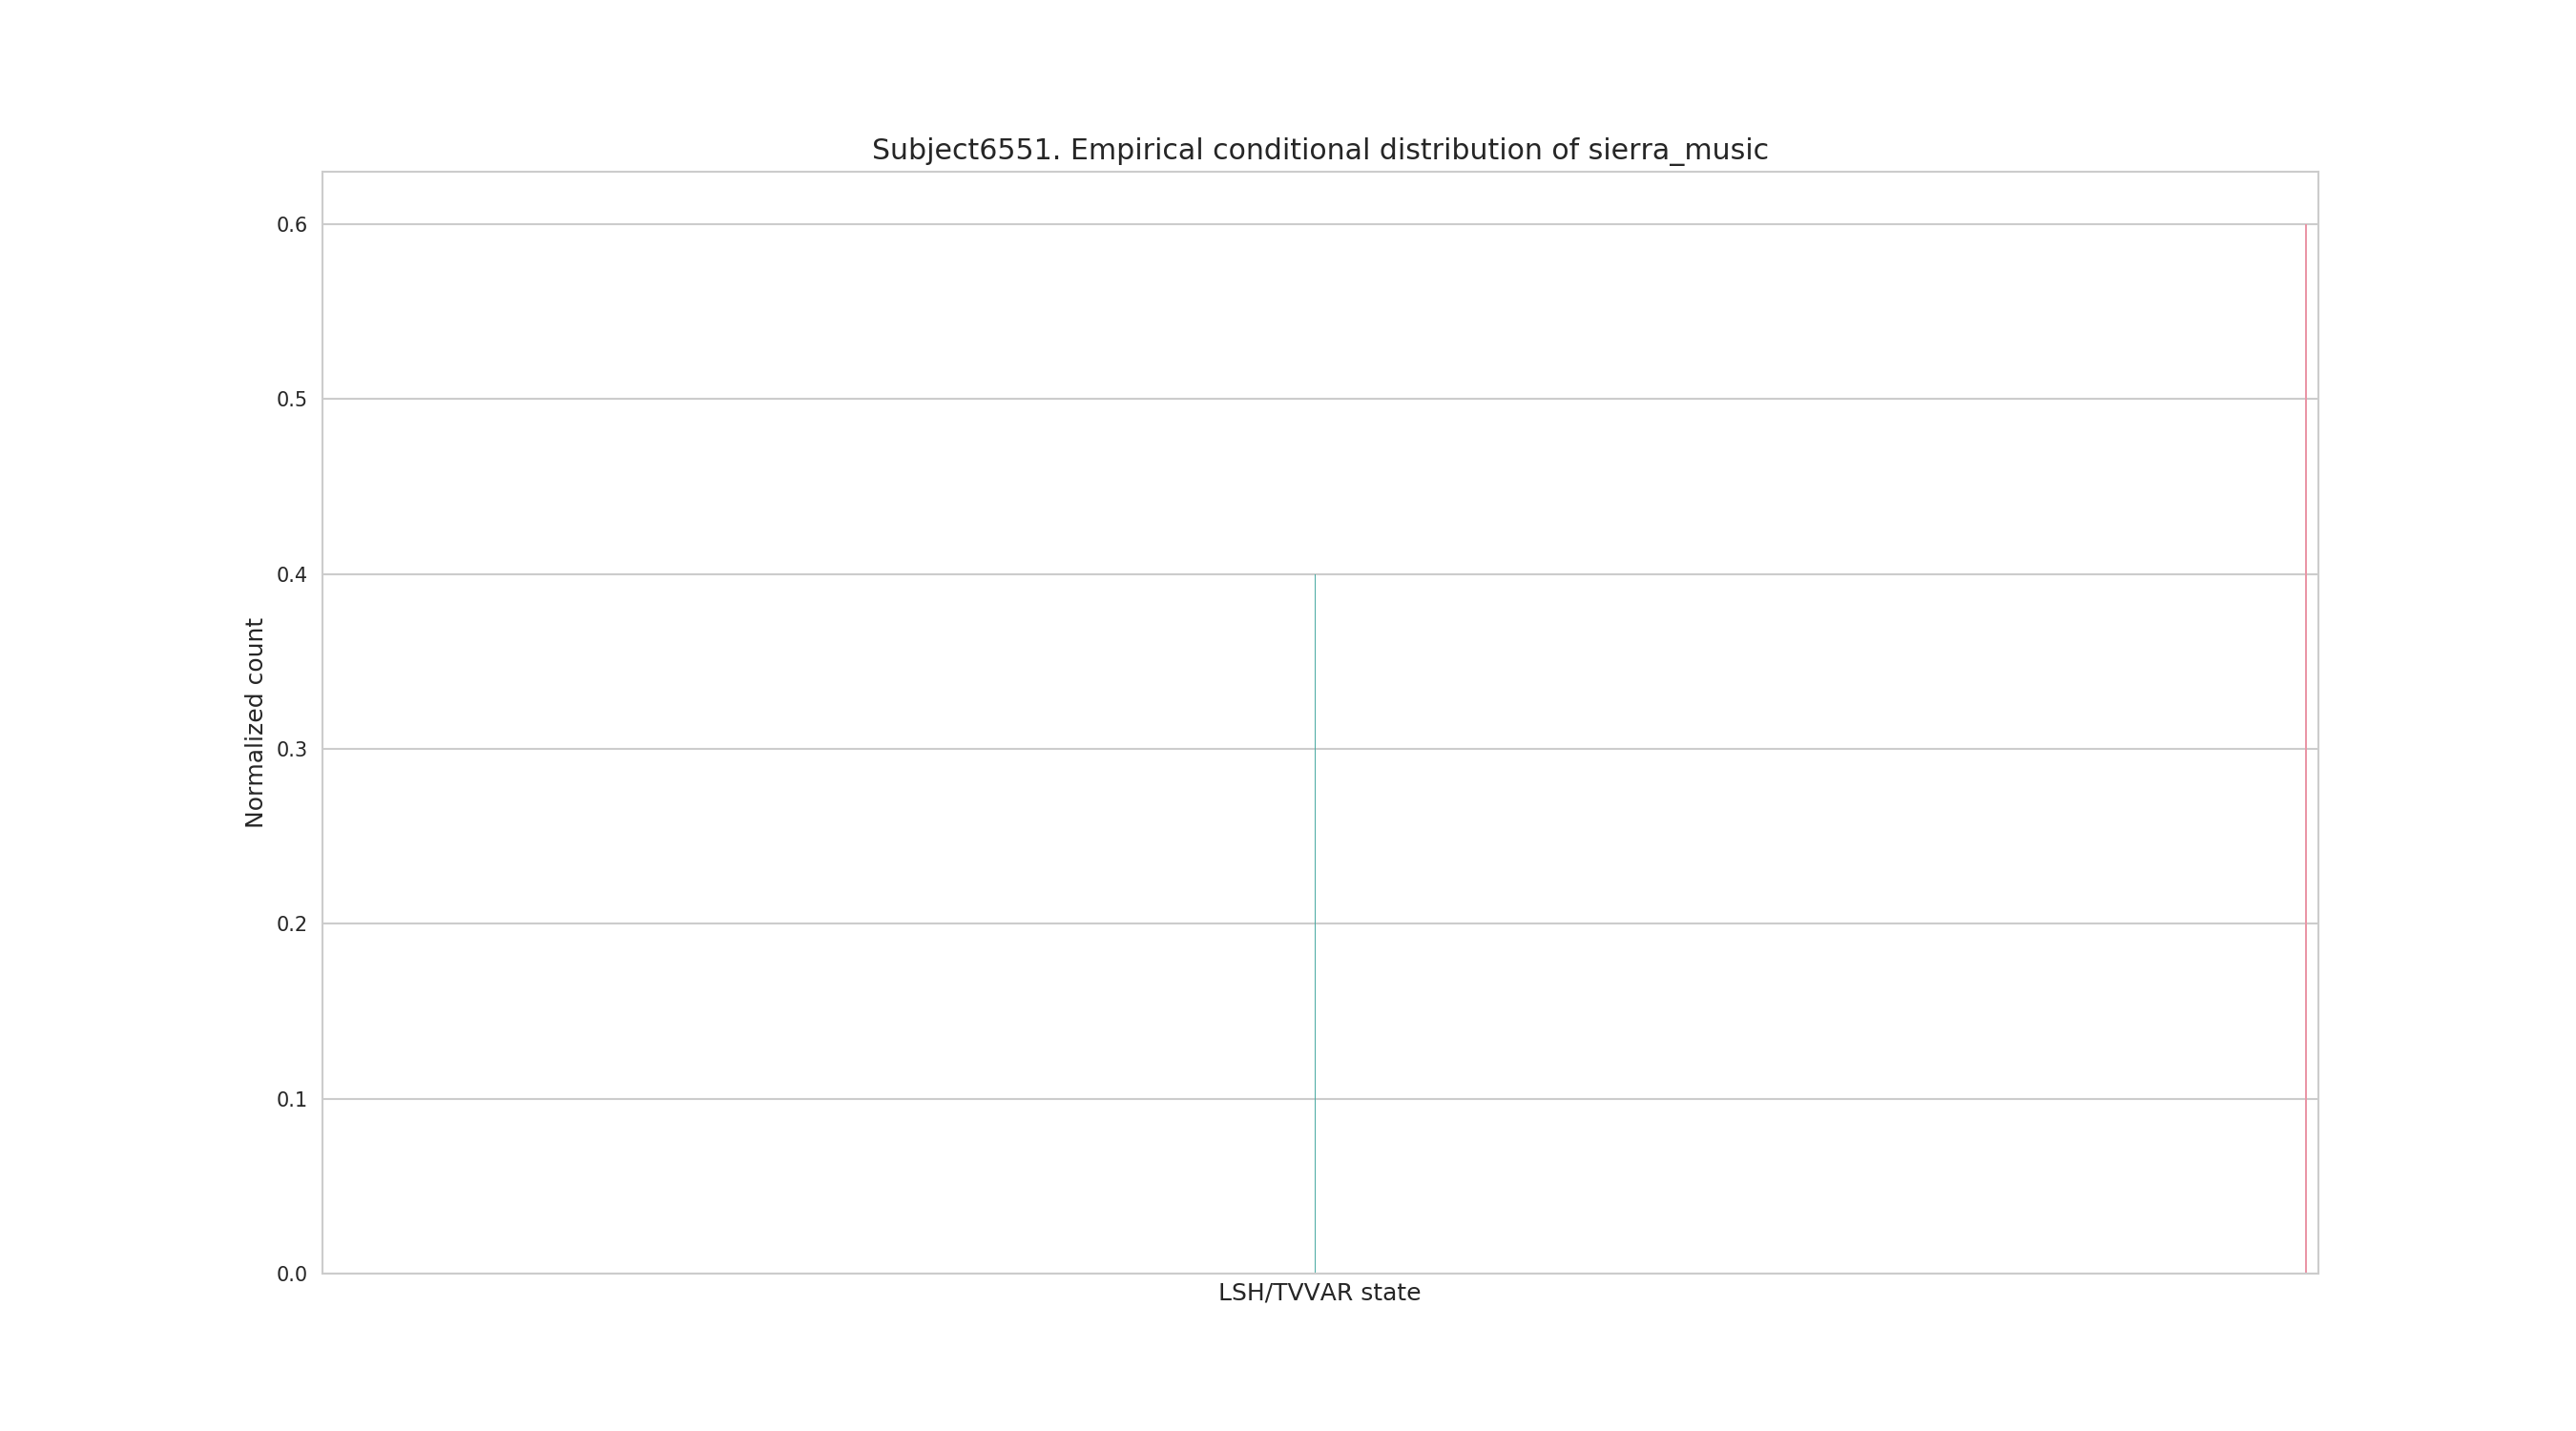 Subject6551. Empirical conditional distribution of sierra_music
0.6
0.5
0.4
0.3
0.2
0.1
0.0
Normalized count
LSH/TVVAR state